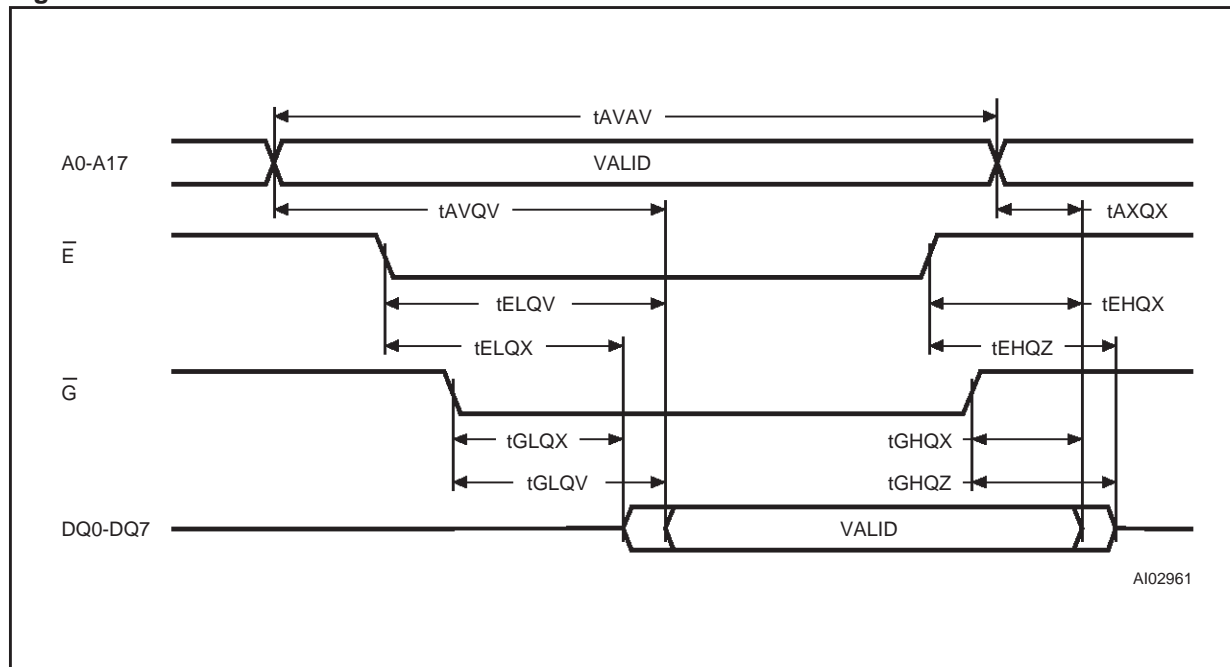 tAVAV
A0-A17
VALID
tAVQV
tAXQX
E
tELQV
tEHQX
tELQX
tEHQZ
G
tGLQX
tGHQX
tGLQV
tGHQZ
DQ0-DQ7
VALID
AI02961